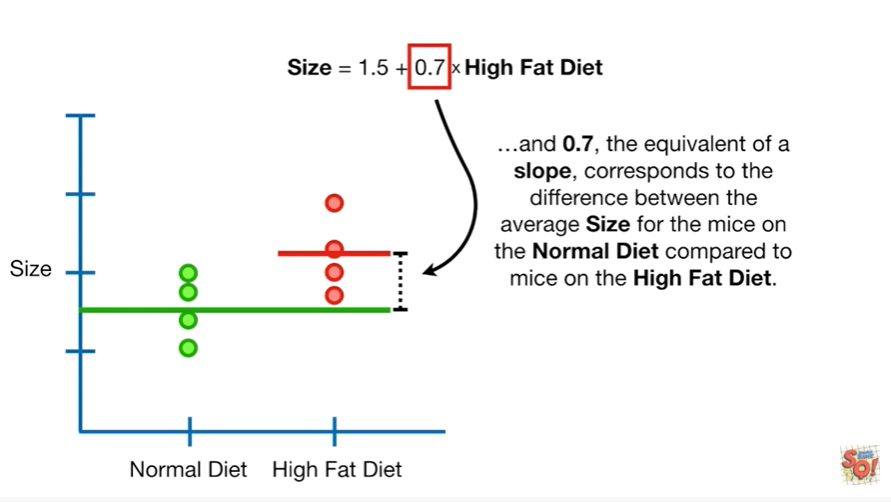 Size = 1.5 + 0.7 x High Fat Diet
…and 0.7, the equivalent of a
slope, corresponds to the
difference between the
average Size for the mice on
the Normal Diet compared to
mice on the High Fat Diet.
Size
Normal Diet
High Fat Diet
SO!